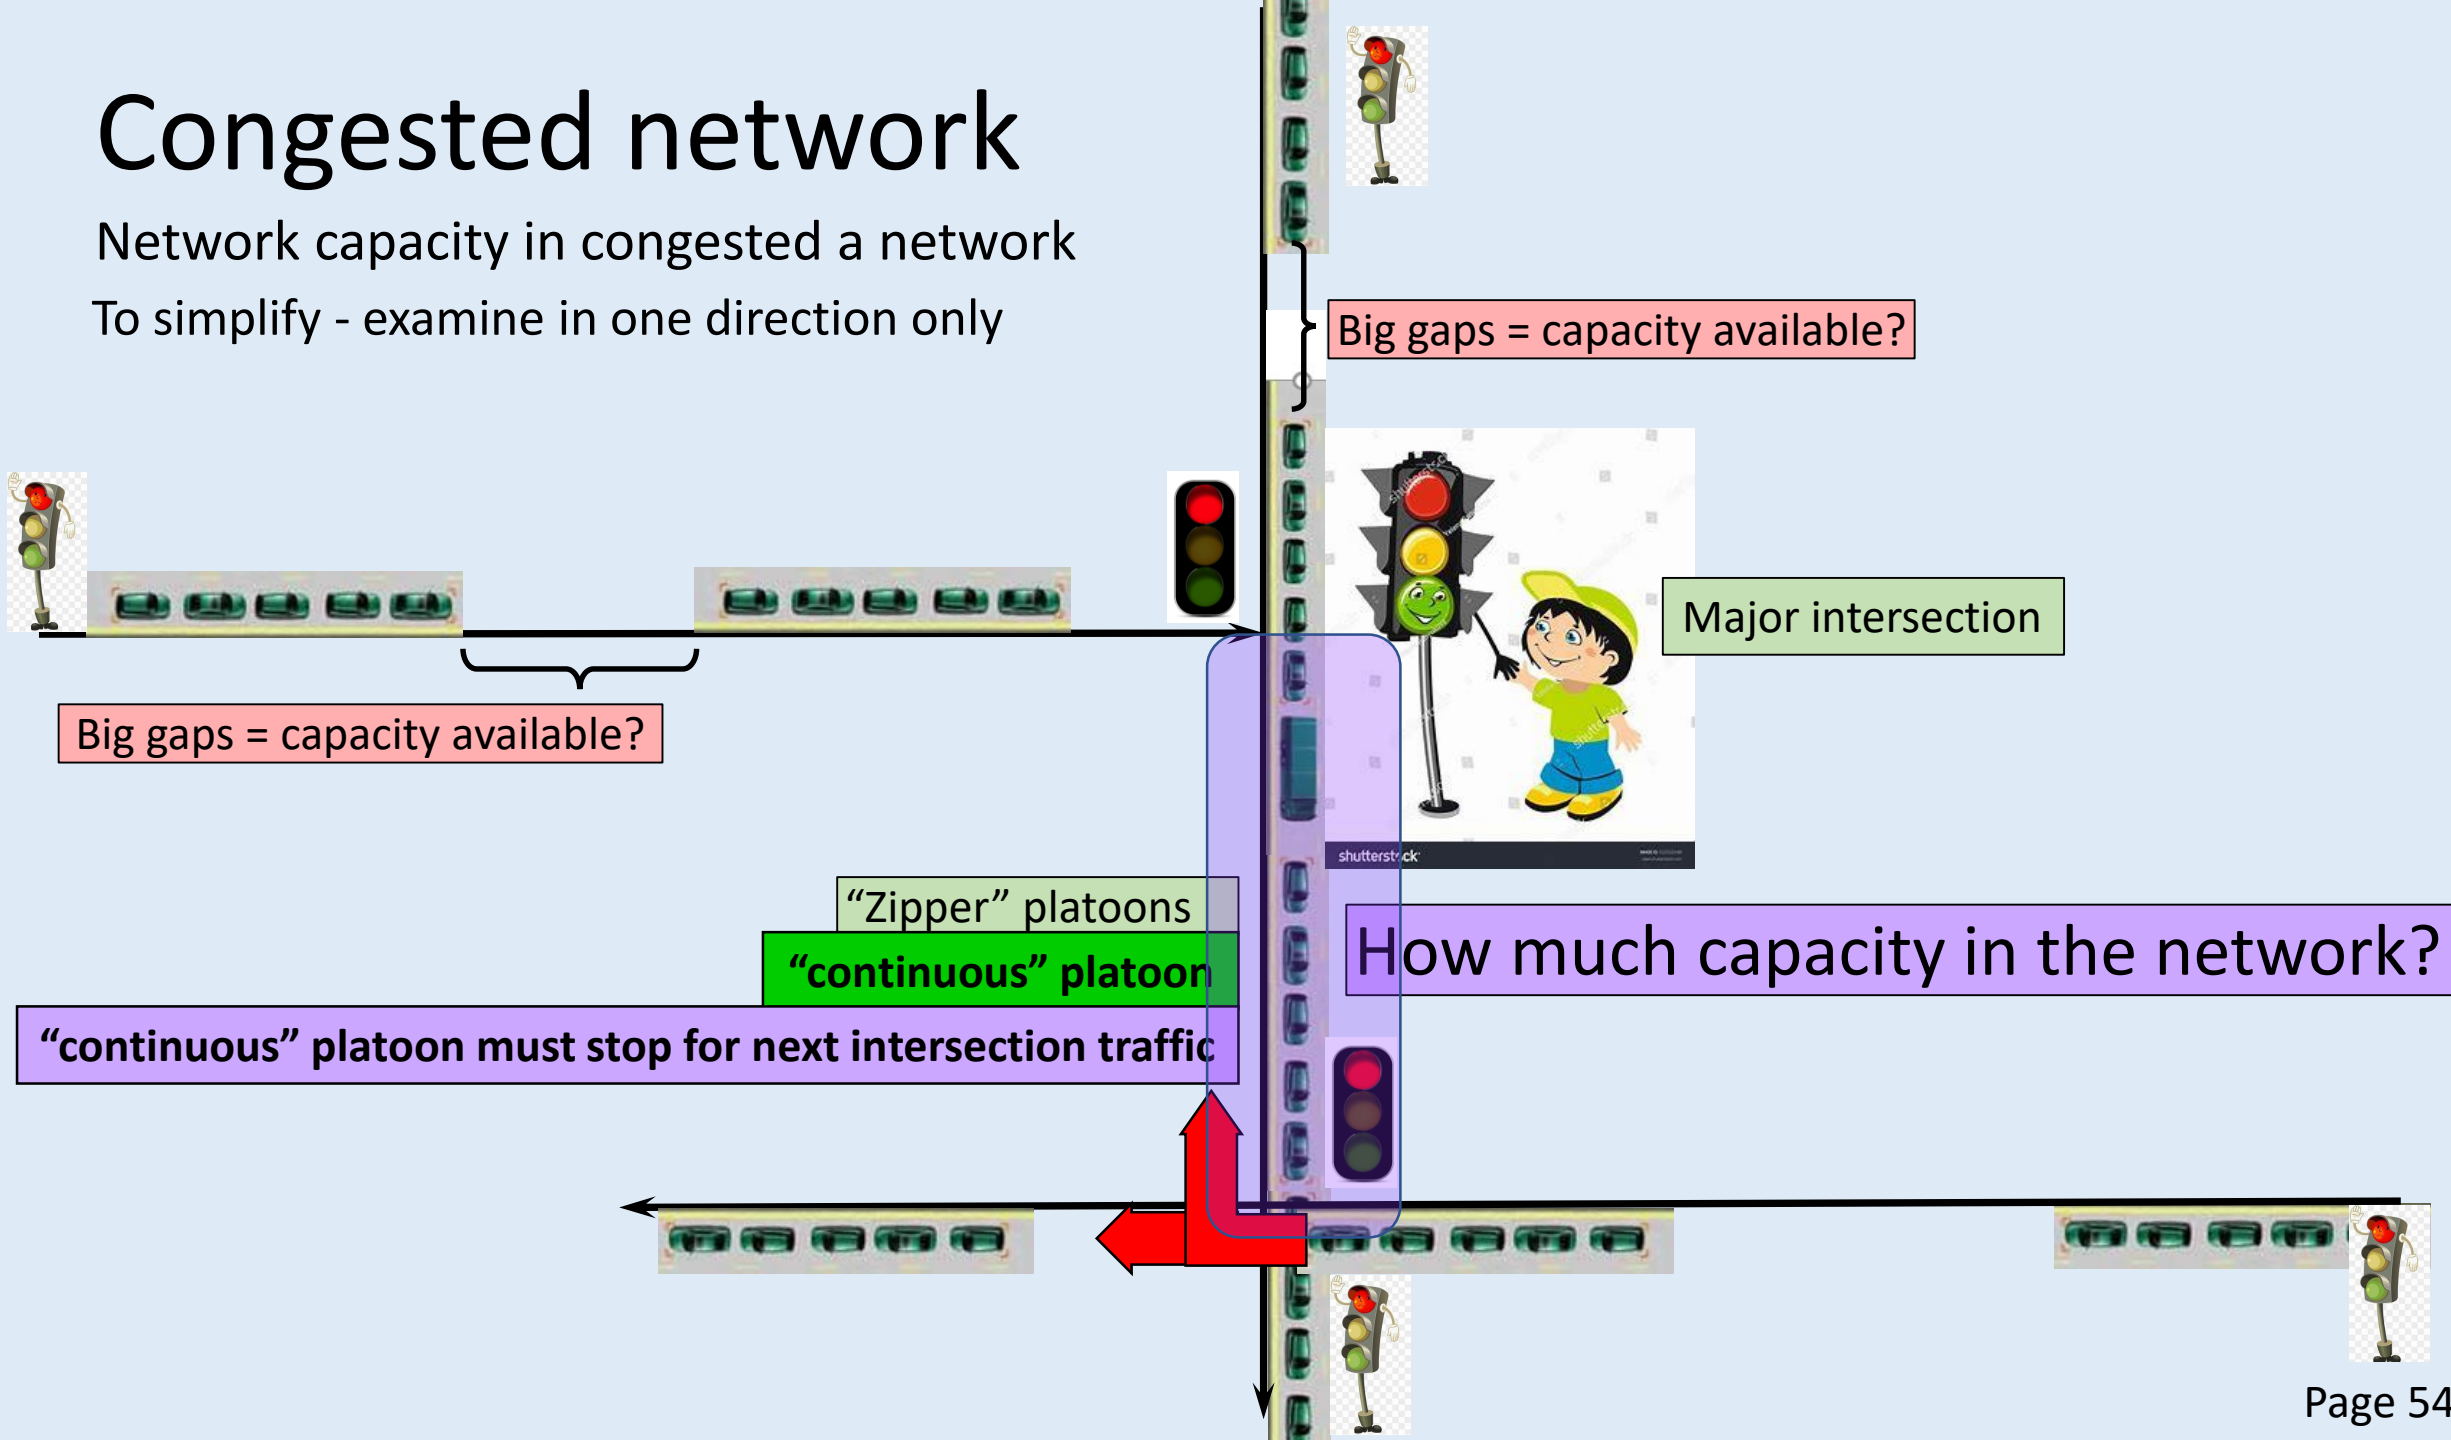 Congested network
Network capacity in congested a network
To simplify - examine in one direction only
Big gaps = capacity available?
Major intersection
Big gaps = capacity available?
shutterstock
“Zipper” platoons
“continuous” platoon
How much capacity in the network?
“continuous” platoon must stop for next intersection traffic
Page 54